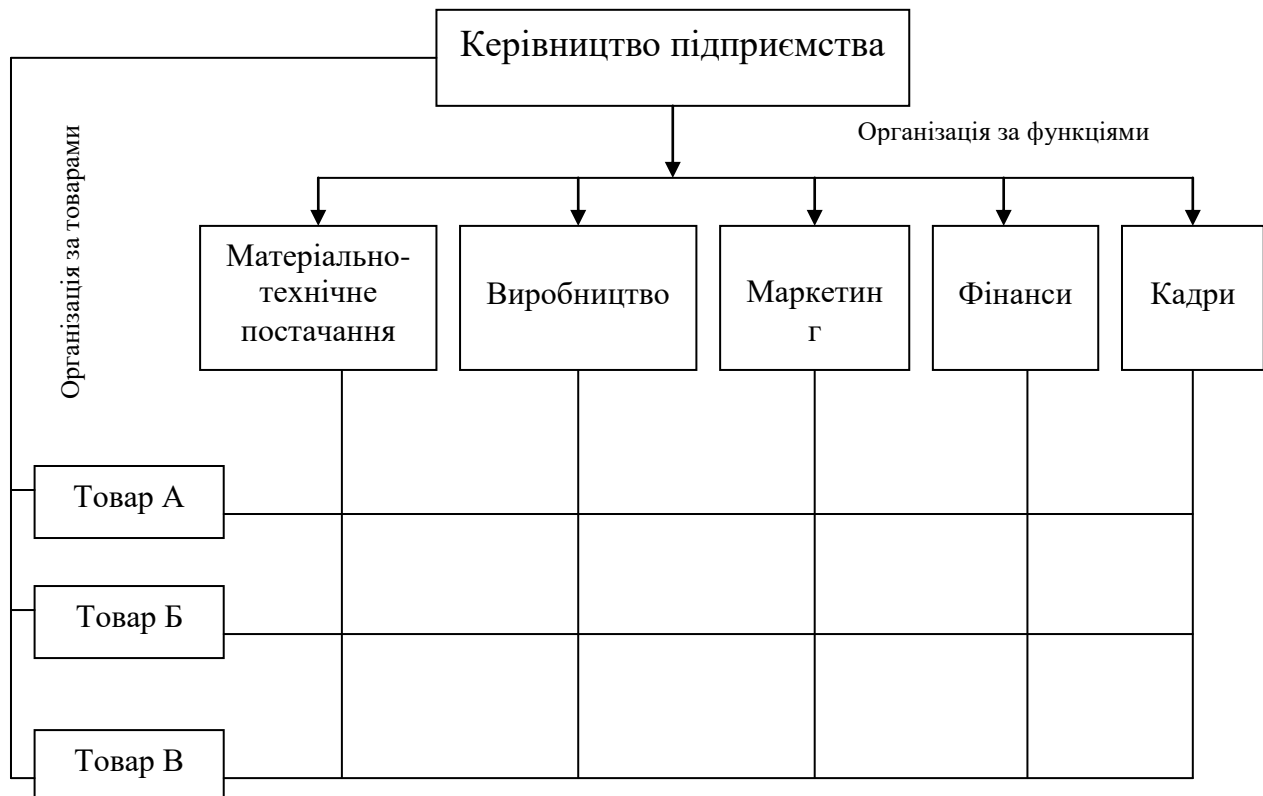 Керівництво підприємства
Організація за функціями
Організація за товарами
Матеріально-
технічне
постачання
Виробництво
Маркетин
г
Фінанси
Кадри
Товар А
Товар Б
Товар В